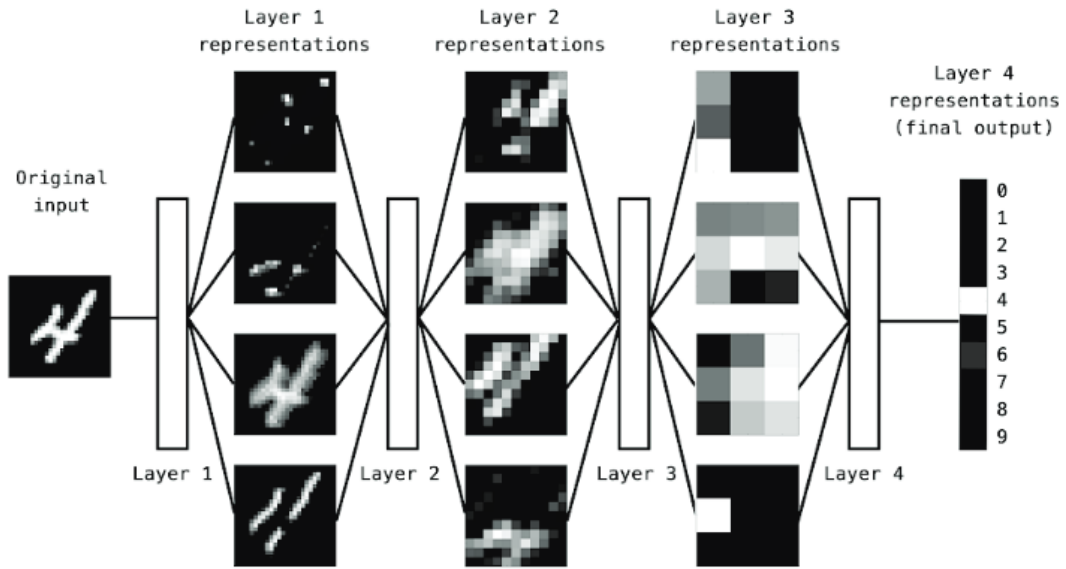 Layer 1
representations
Layer 2
representations
Layer 3
representations
Layer 4
representations
(final output)
Original
input
0
1
2
3
4
5
6
7
8
9
Layer 1
Layer 2
Layer 3
Layer 4